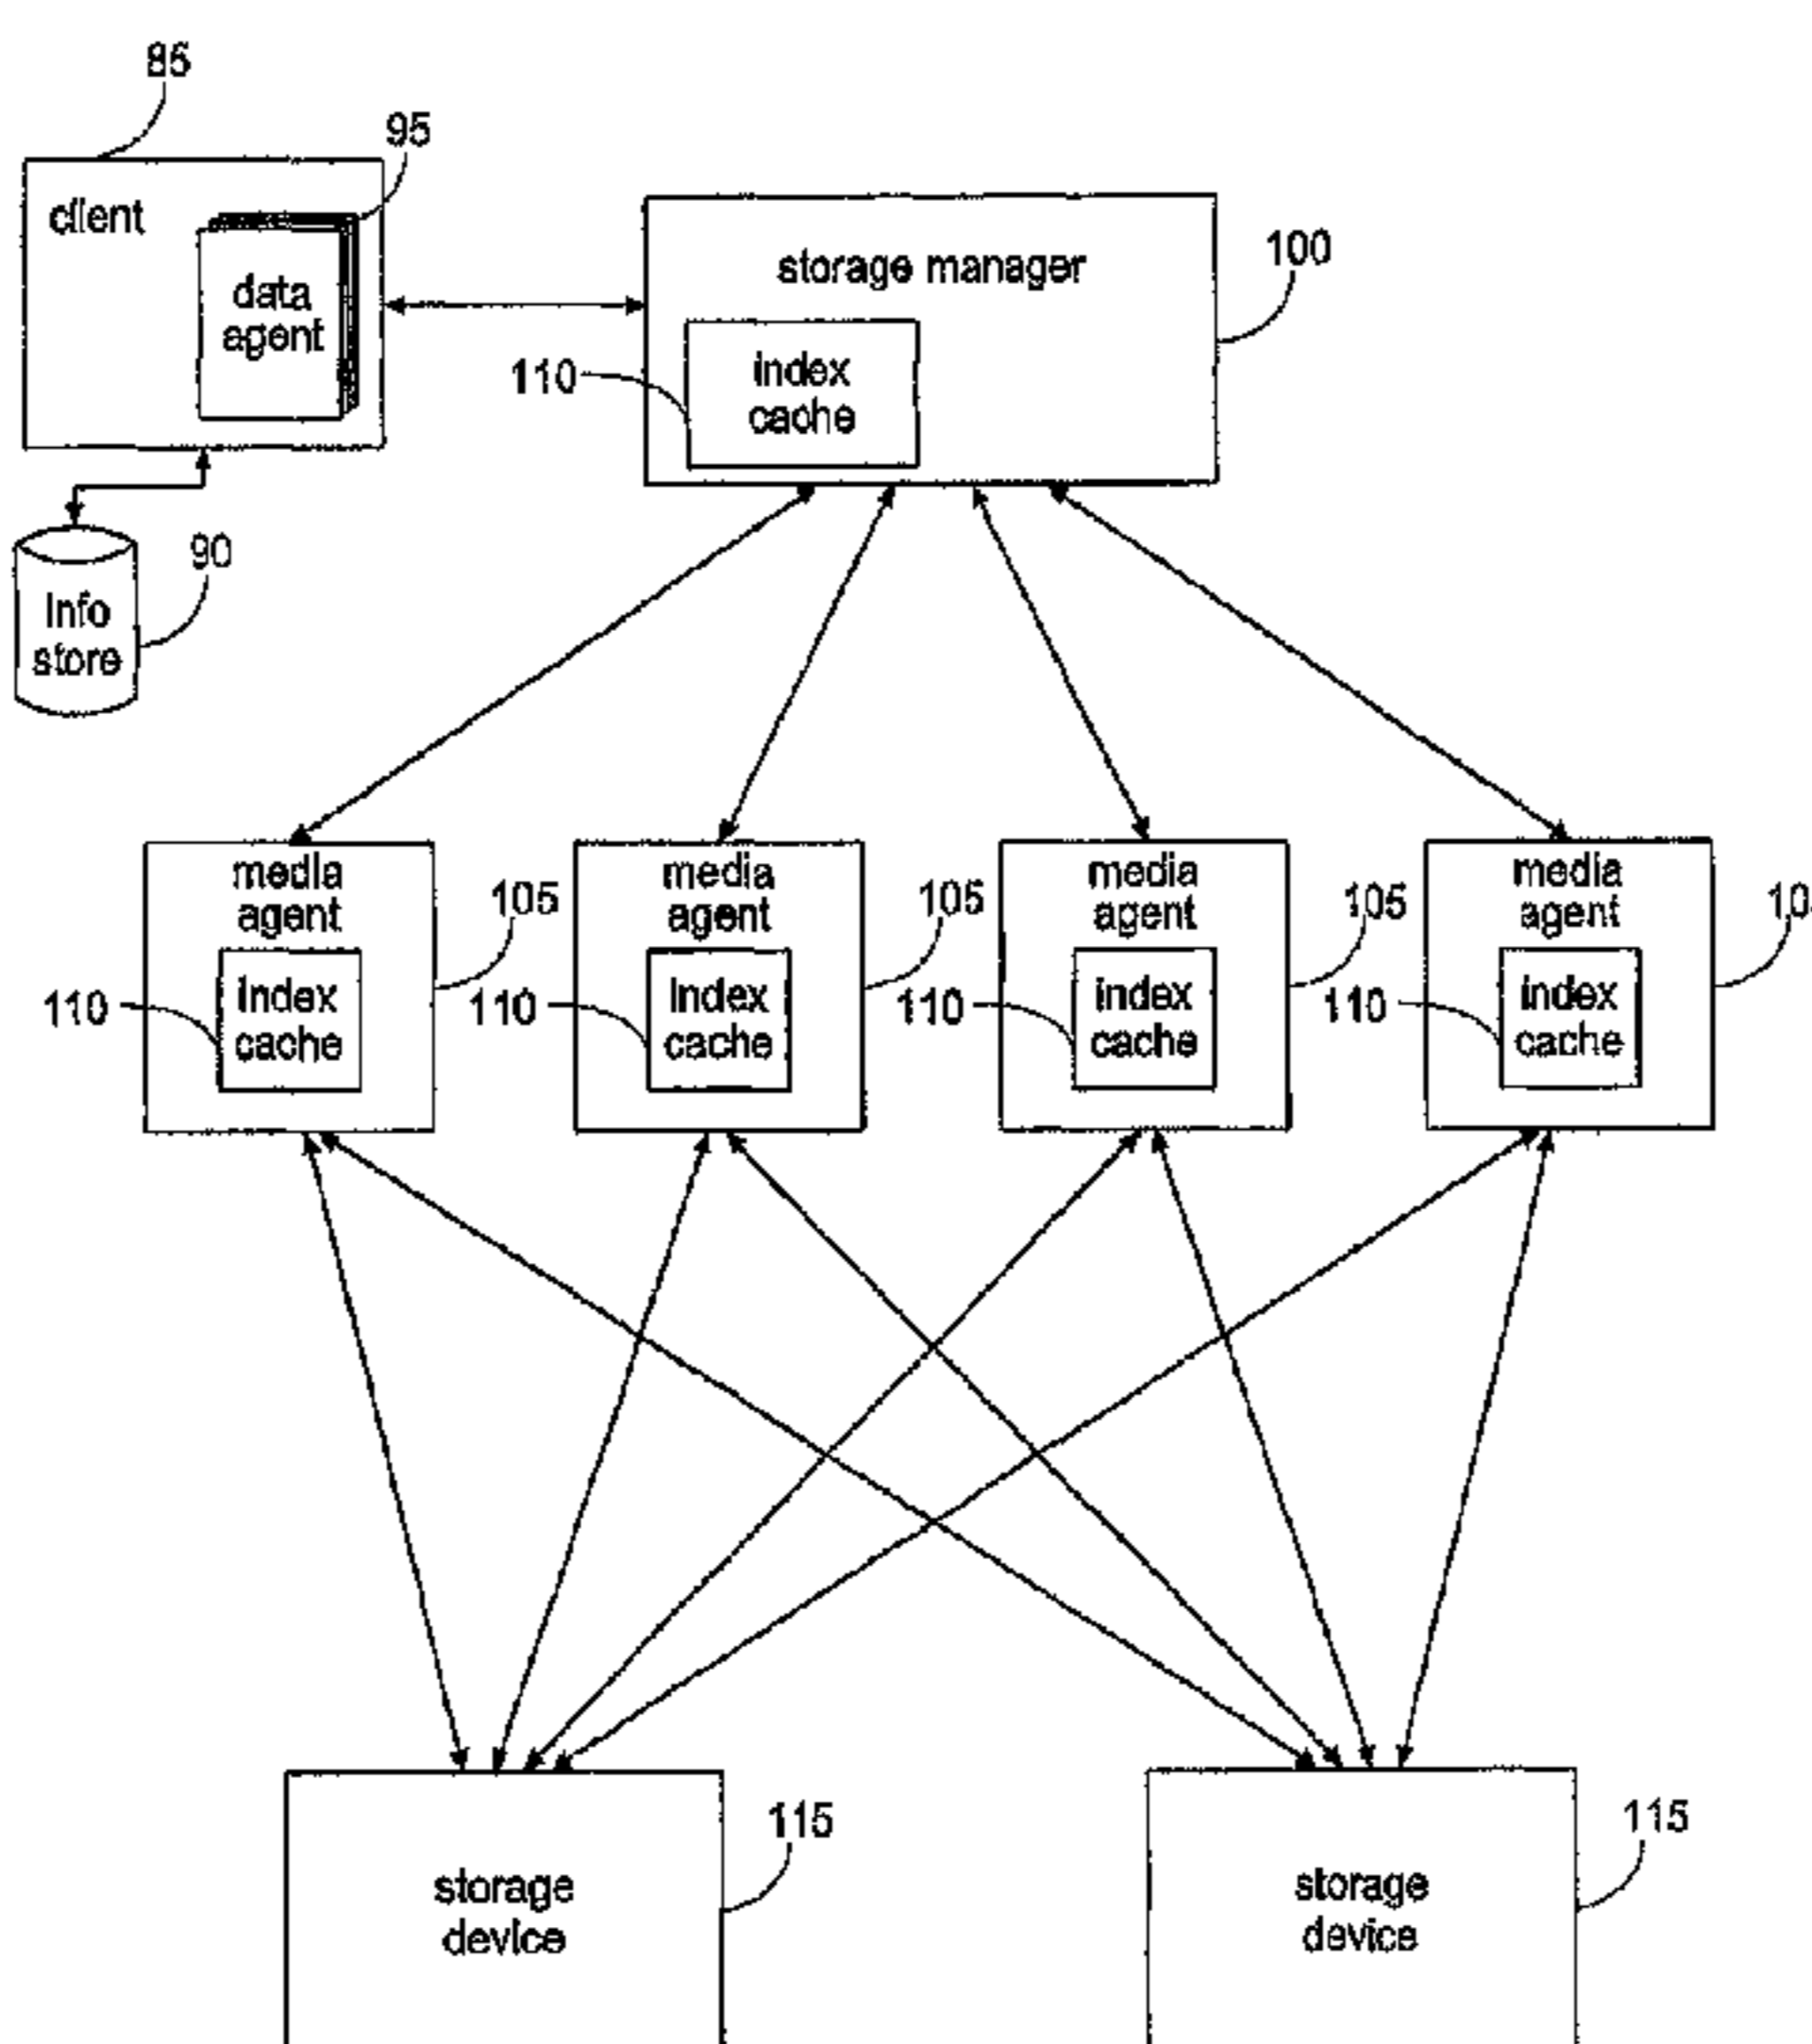 85
95
client
data
agent
storage manager
100
110
index
cache
90
Info
store
media
agent
105
index
cache
110
media
agent
105
index
cache
110
media
agent
105
index
cache
110
media
agent
index
cache
110
storage
device
115
storage
device
115